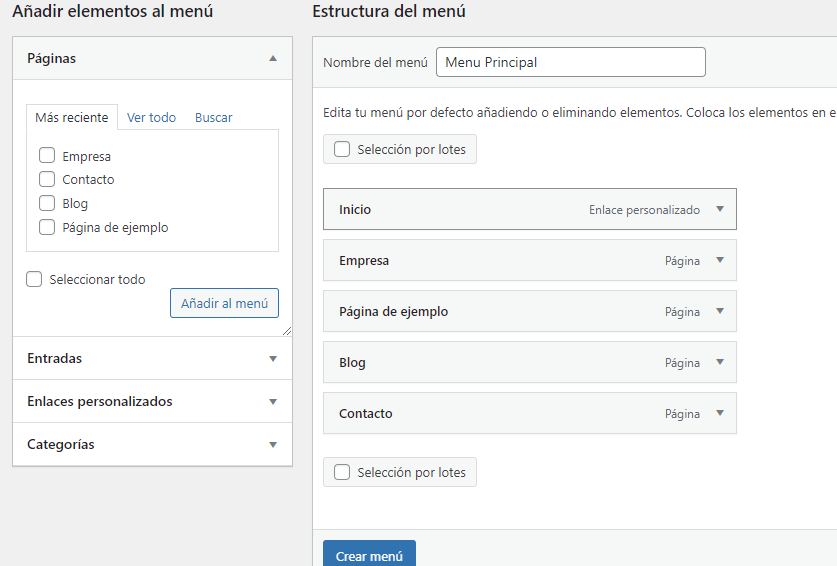 Añadir elementos al menú
Páginas
Más reciente Ver todo Buscar
Empresa
Contacto
Blog
Página de ejemplo
Seleccionar todo
Añadir al menú
Entradas
Enlaces personalizados
Categorías
Estructura del menú
Nombre del menú Menu Principal
Edita tu menú por defecto añadiendo o eliminando elementos. Coloca los elementos en e
Selección por lotes
Inicio Enlace personalizado
Empresa Página
Página de ejemplo Página
Blog Página
Contacto Página
Selección por lotes
Crear menú